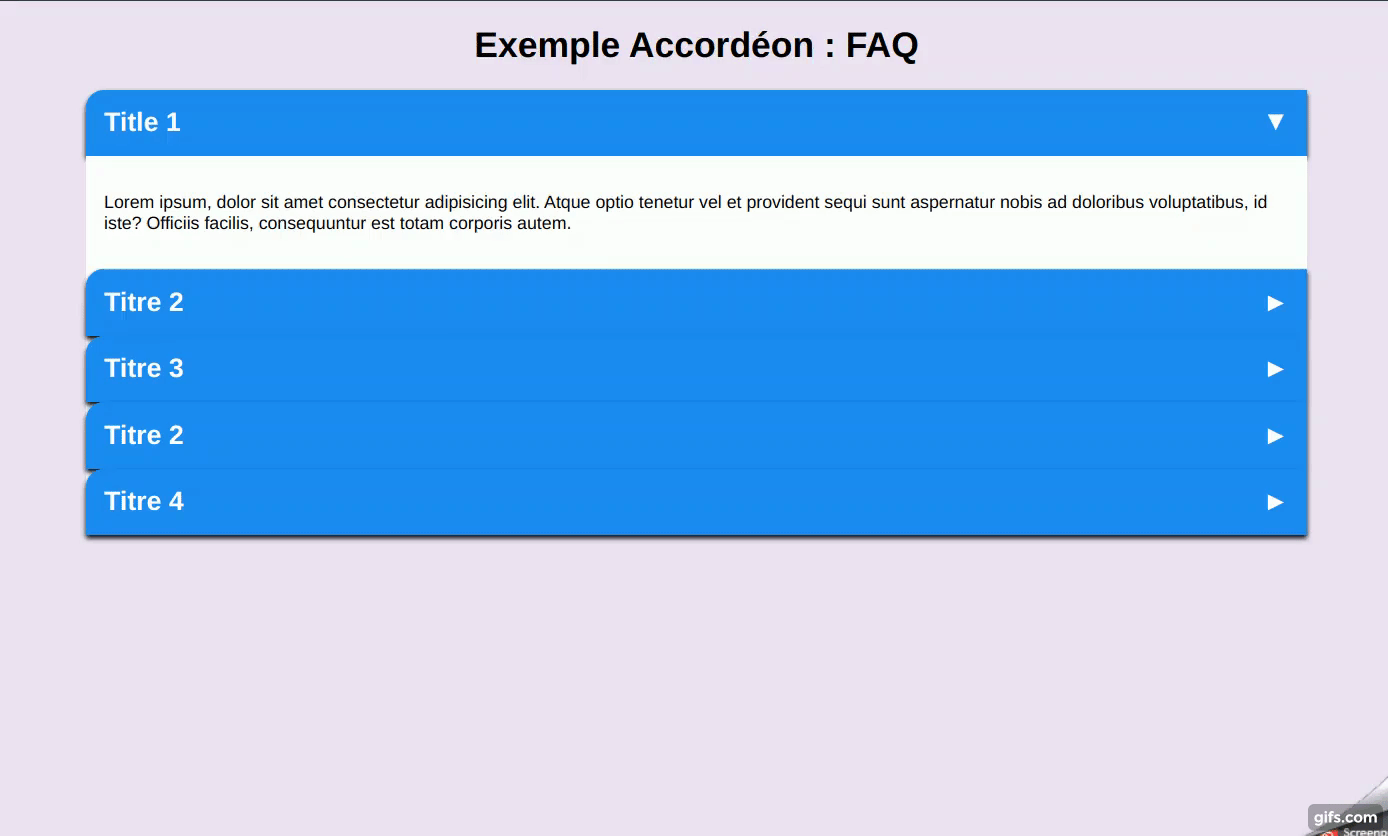 Exemple Accordéon : FAQ
Title 1 ▼
Lorem ipsum, dolor sit amet consectetur adipisicing elit. Atque optio tenetur vel et provident sequi sunt aspernatur nobis ad doloribus voluptatibus, id
iste? Officiis facilis, consequuntur est totam corporis autem.
Titre 2 ▶
Titre 3 ▶
Titre 2 ▶
Titre 4 ▶
gifs.com